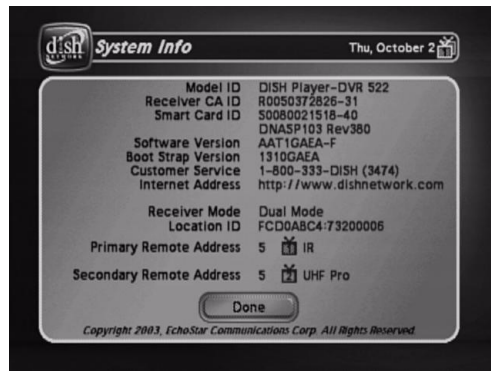 dish
NETWORK
System Info
Thu, October 2
Model ID DISH Player-DVR 522
Receiver CA ID R0050372826-31
Smart Card ID S0080021518-40
DNASP103 Rev380
Software Version AAT1GAEA-F
Boot Strap Version 1310GAEA
Customer Service 1-800-333-DISH (3474)
Internet Address http://www.dishnetwork.com
Receiver Mode Dual Mode
Location ID FCD0ABC4:73200006
Primary Remote Address 5 1 IR
Secondary Remote Address 5 2 UHF Pro
Done
Copyright 2003, EchoStar Communications Corp. All Rights Reserved.